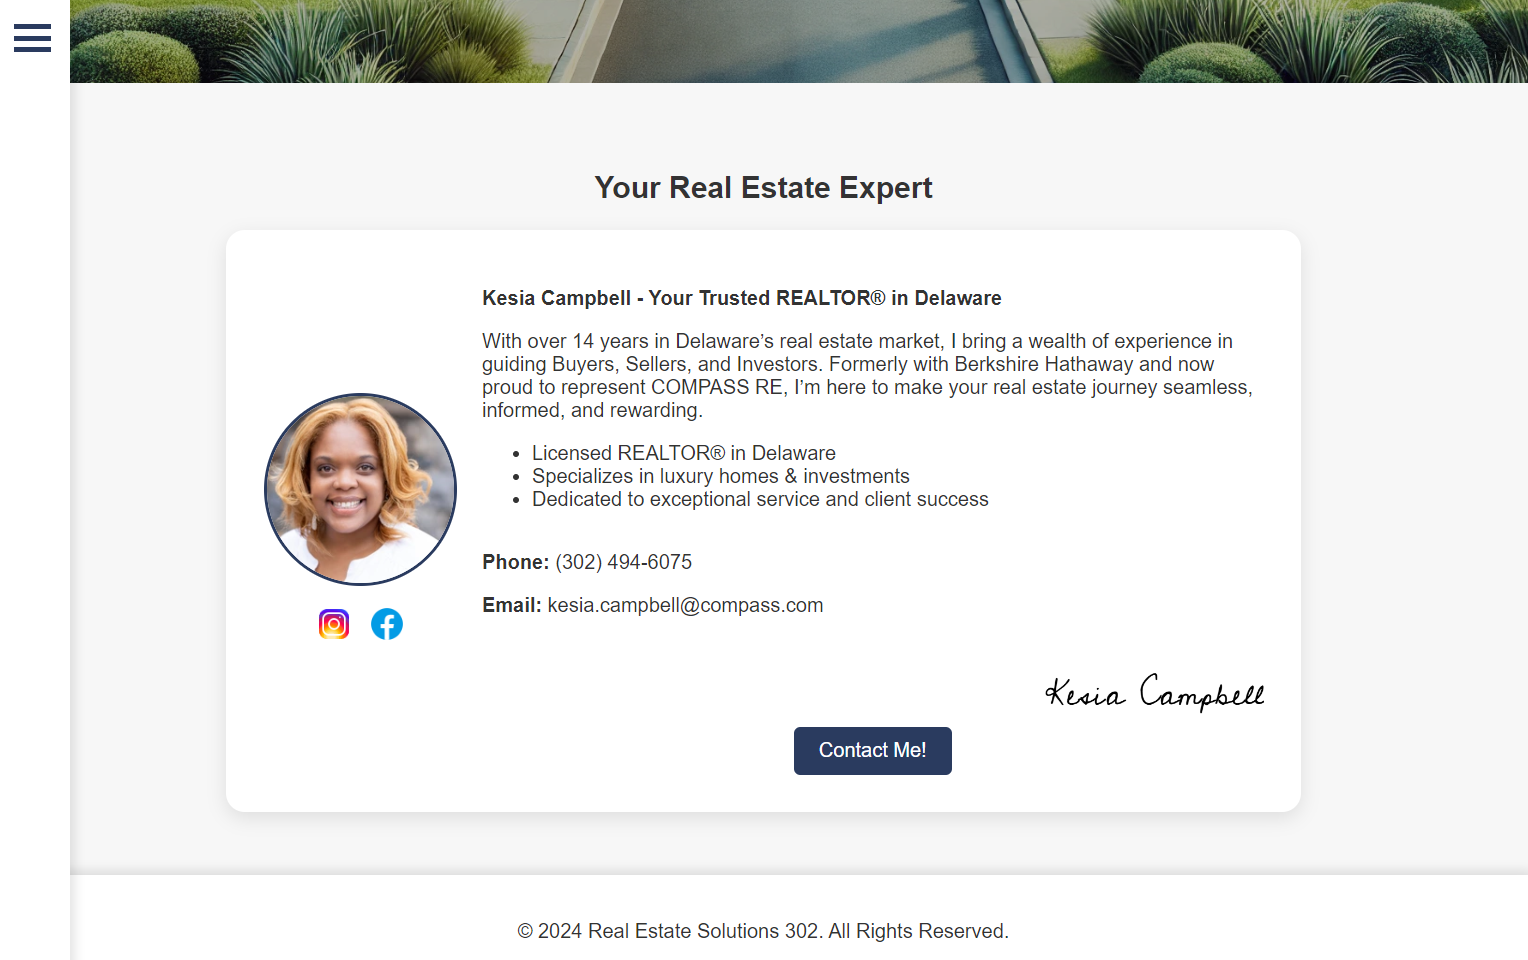 Your Real Estate Expert
Kesia Campbell - Your Trusted REALTOR® in Delaware
With over 14 years in Delaware’s real estate market, I bring a wealth of experience in
guiding Buyers, Sellers, and Investors. Formerly with Berkshire Hathaway and now
proud to represent COMPASS RE, I’m here to make your real estate journey seamless,
informed, and rewarding.
• Licensed REALTOR® in Delaware
• Specializes in luxury homes & investments
• Dedicated to exceptional service and client success
Phone: (302) 494-6075
Email: kesia.campbell@compass.com
Kesia Campbell
Contact Me!
© 2024 Real Estate Solutions 302. All Rights Reserved.